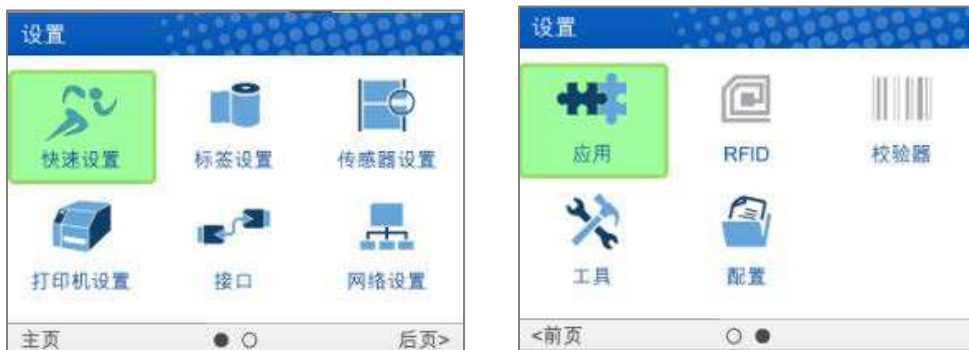 设置
快速设置 标签设置 传感器设置
打印机设置 接口 网络设置
主页 后页>
设置
应用 RFID 校验器
工具 配置
<前页